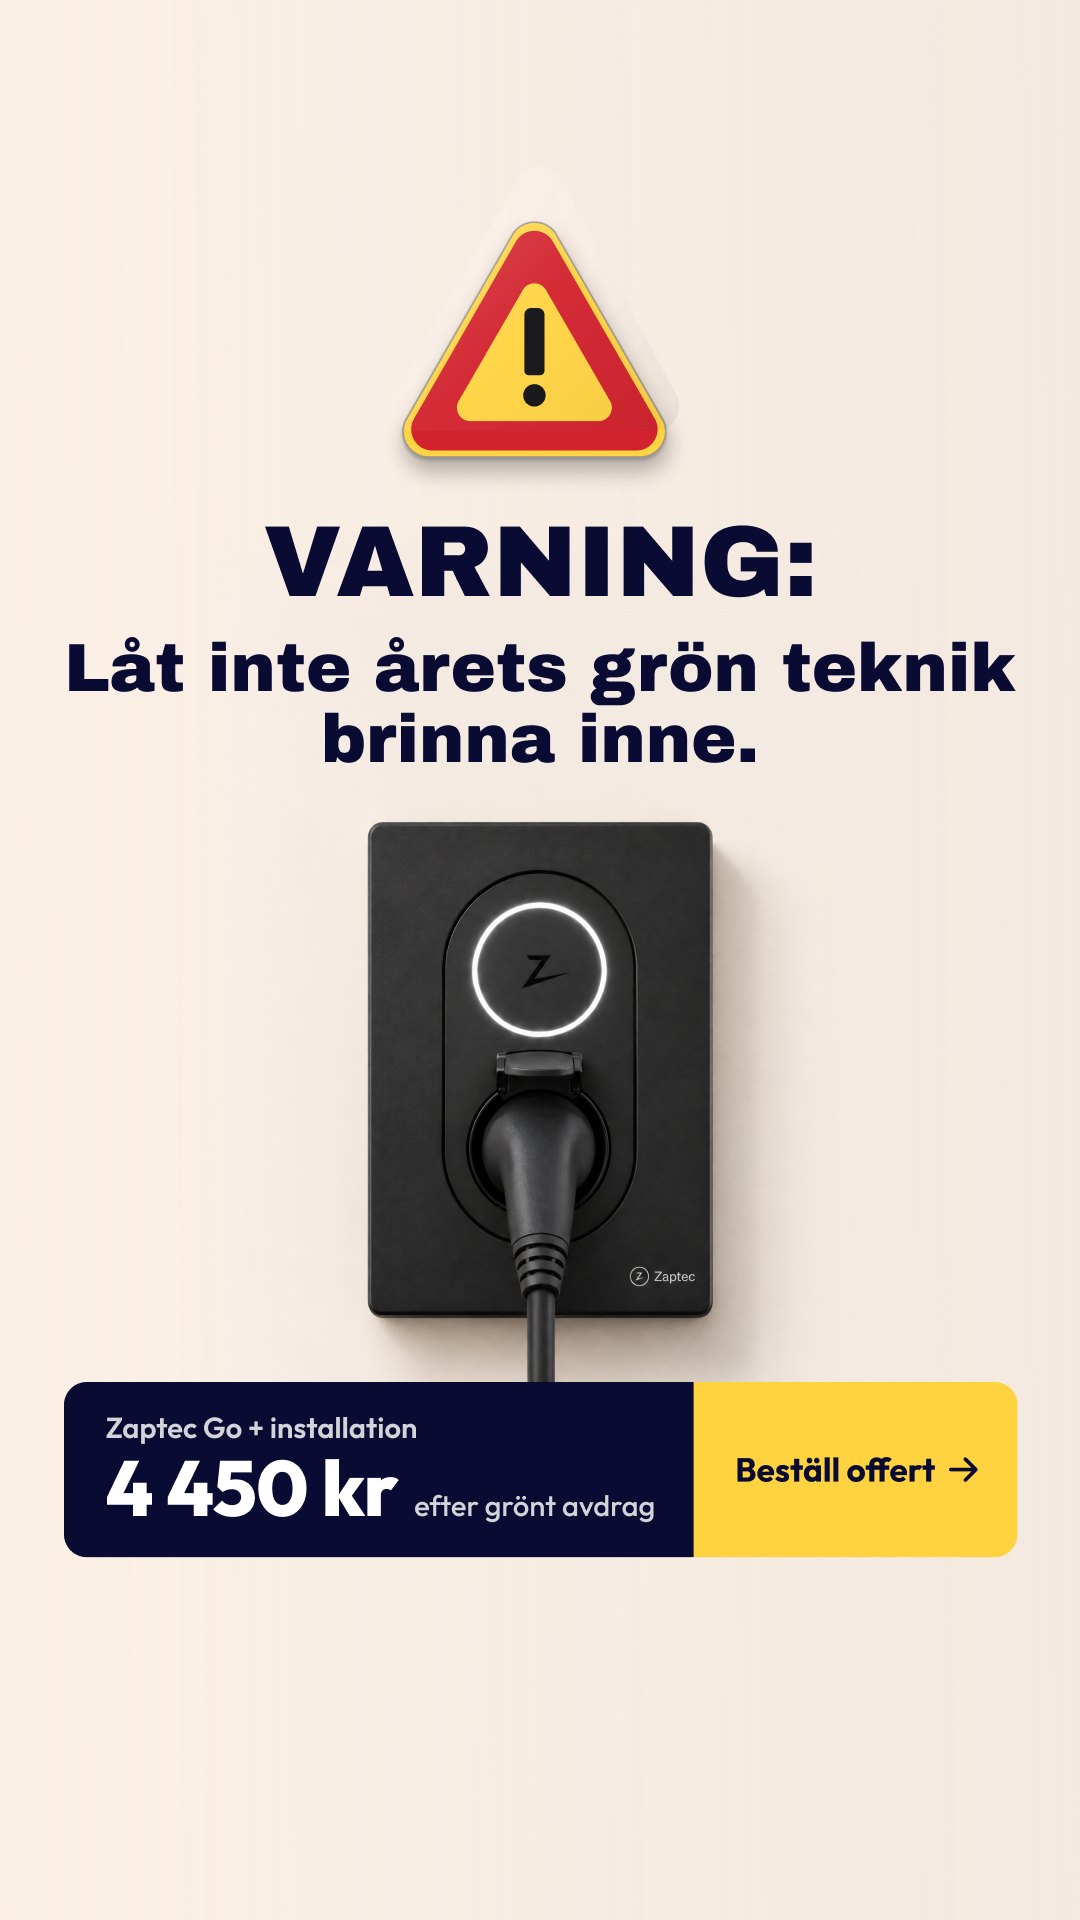 VARNING:
Låt inte årets grön teknik
brinna inne.
Zaptec
Zaptec Go + installation
4 450 kr efter grönt avdrag
Beställ offert →